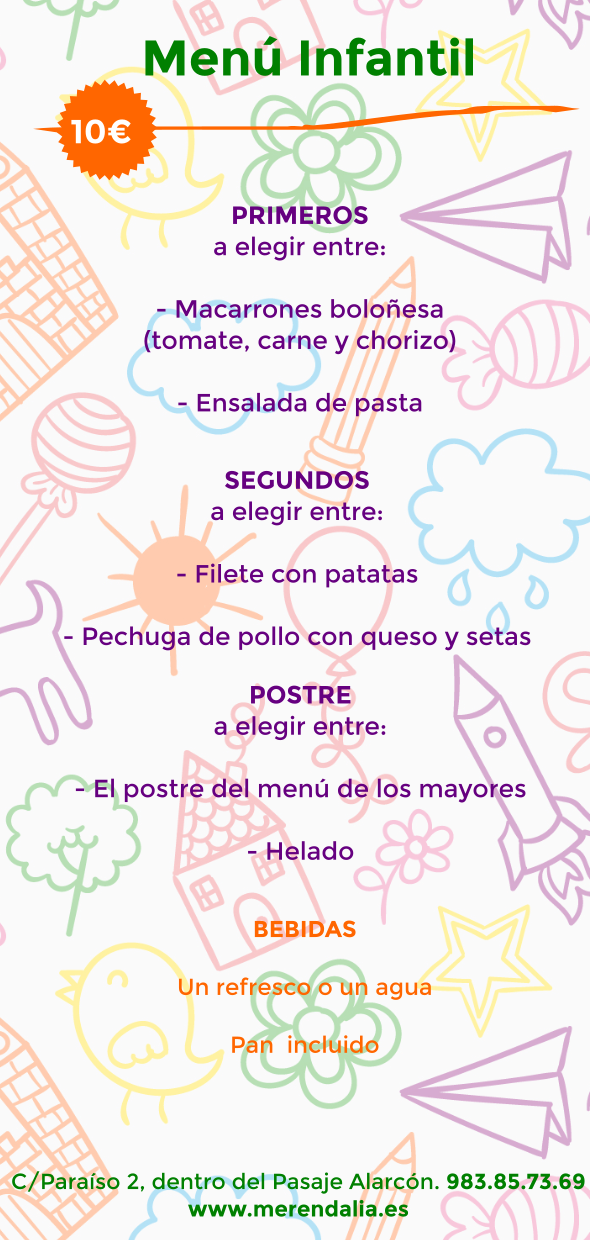 Menú Infantil
10€
PRIMEROS
a elegir entre:
- Macarrones boloñesa
(tomate, carne y chorizo)
- Ensalada de pasta
SEGUNDOS
a elegir entre:
- Filete con patatas
- Pechuga de pollo con queso y setas
POSTRE
a elegir entre:
- El postre del menú de los mayores
- Helado
BEBIDAS
Un refresco o un agua
Pan incluido
C/Paraíso 2, dentro del Pasaje Alarcón. 983.85.73.69
www.merendalia.es